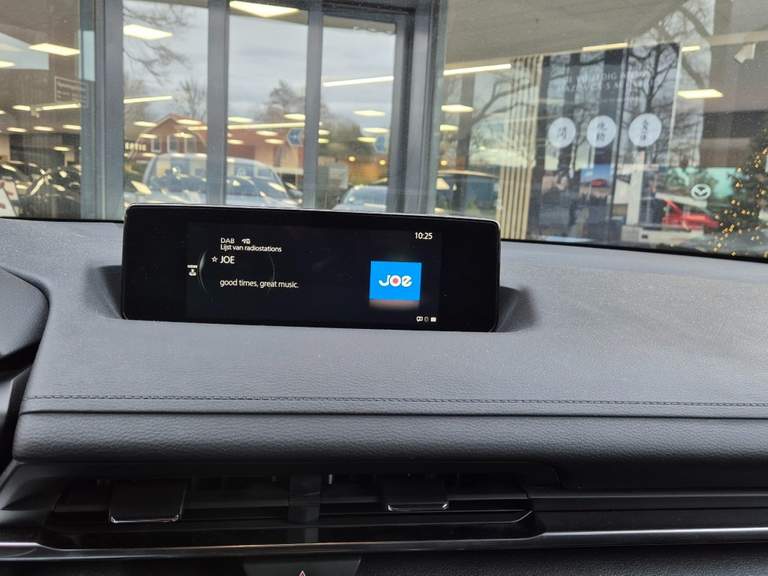 DAB
10:25
Lijst van radiostations
☆ JOE
good times, great music.
JOE